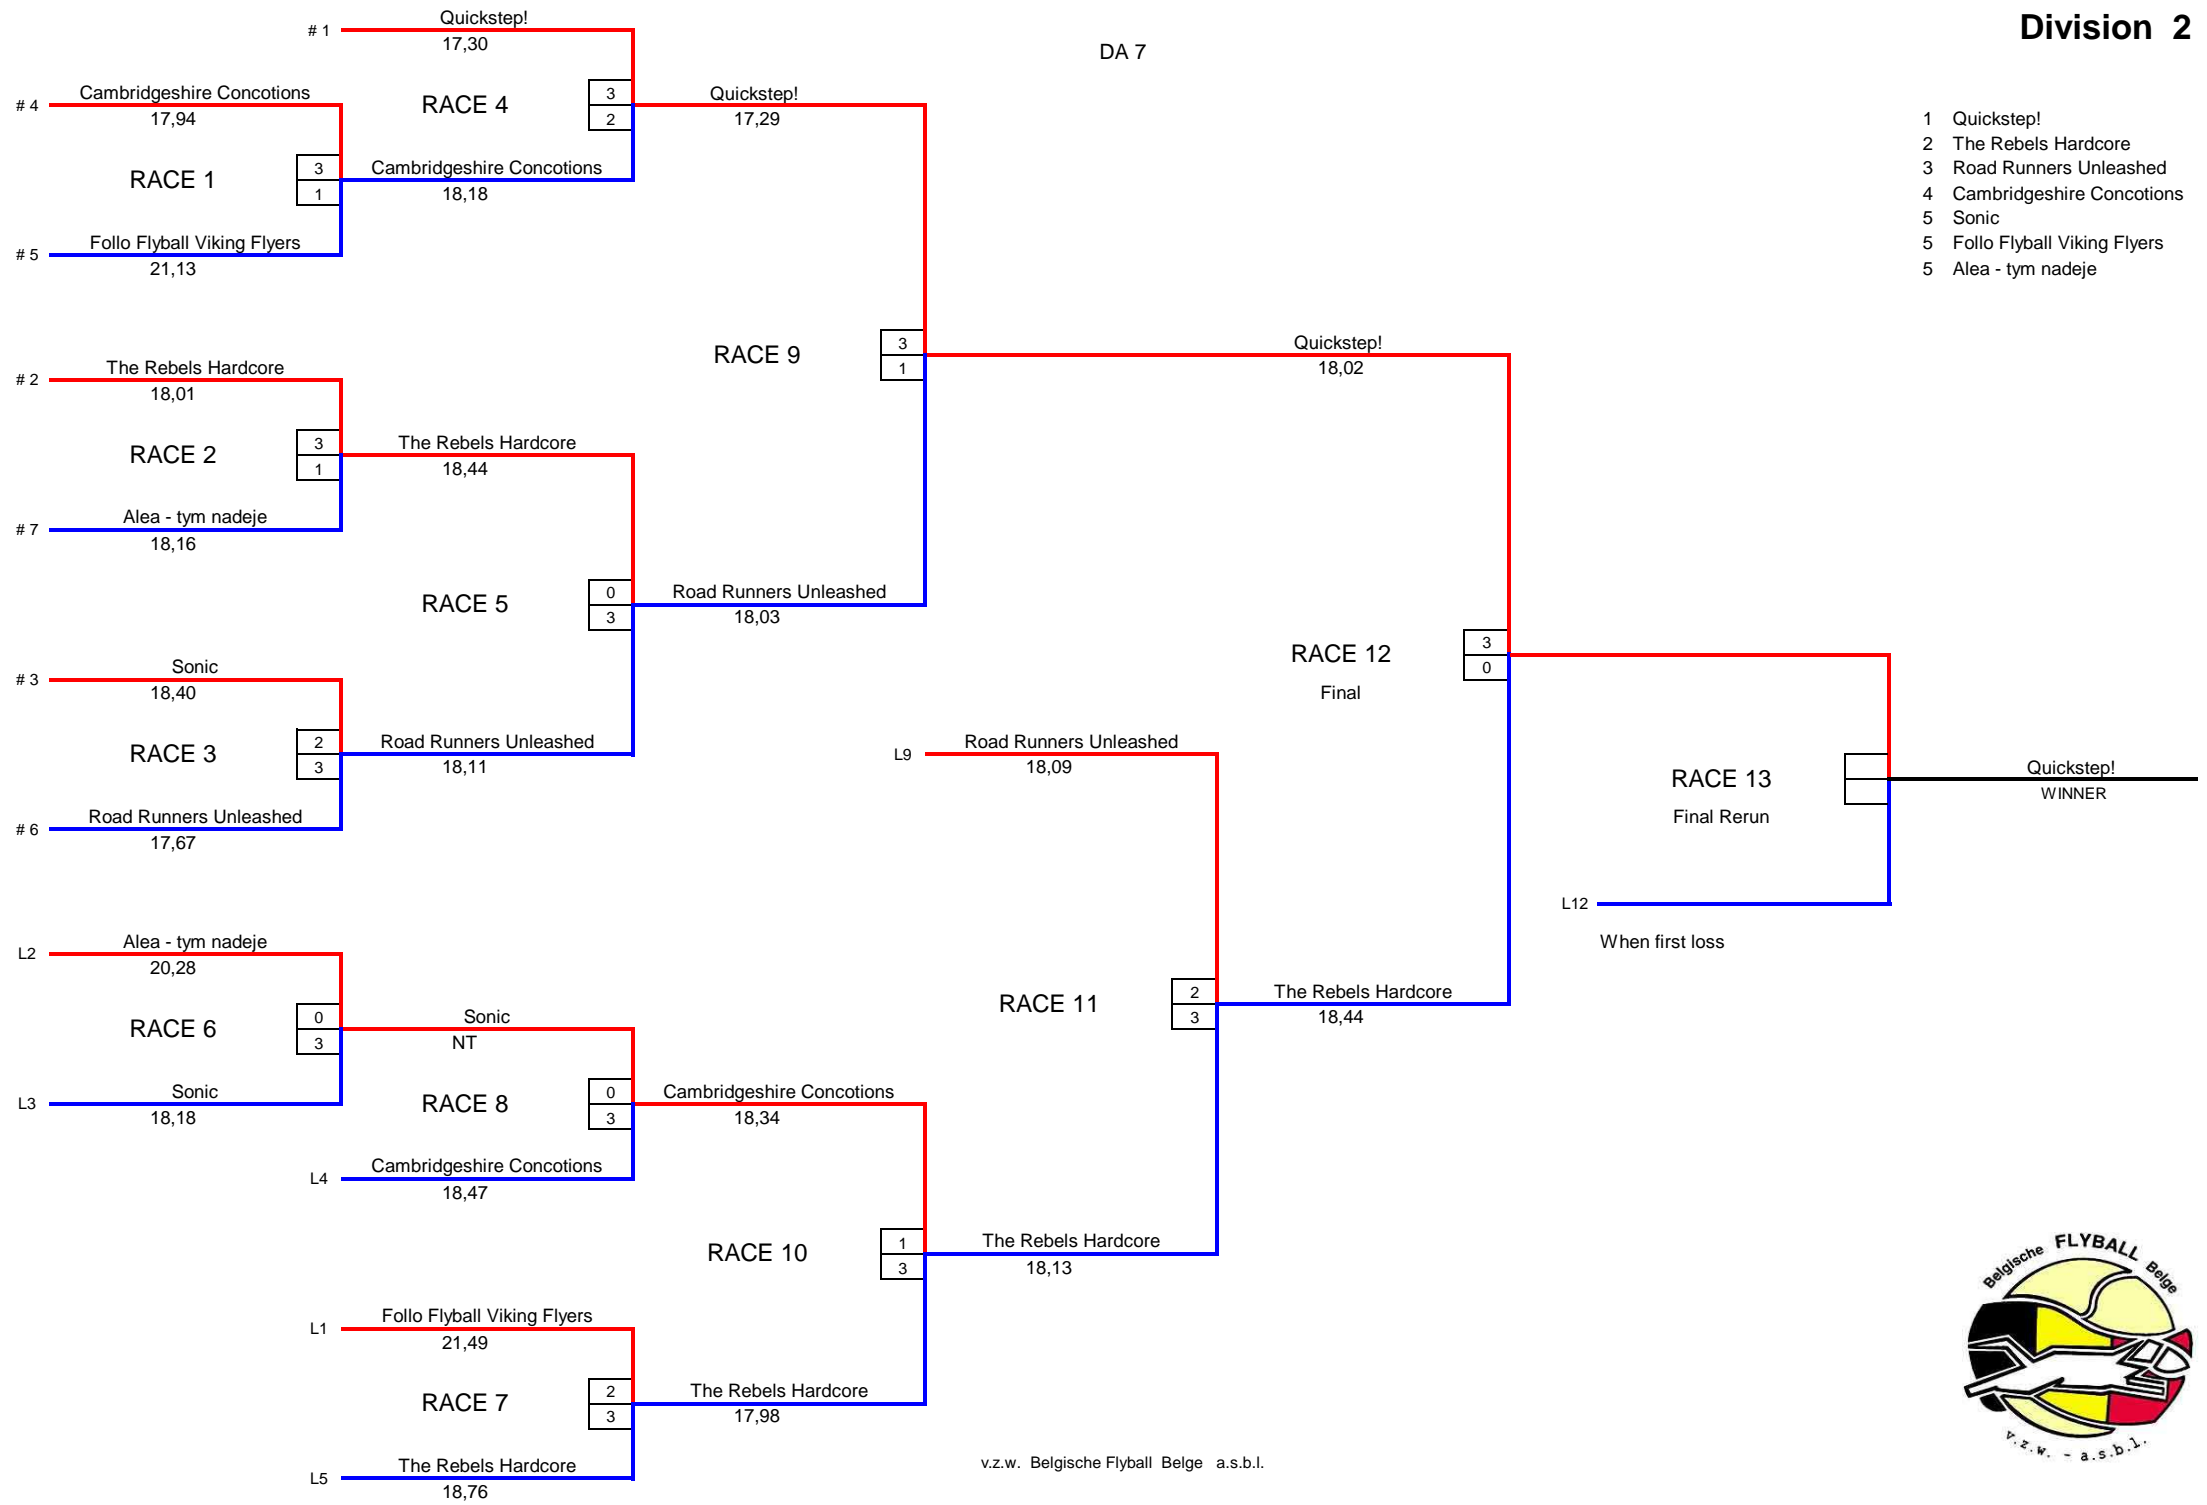 Division 2
DA 7
1 Quickstep!
2 The Rebels Hardcore
3 Road Runners Unleashed
4 Cambridgeshire Concotions
5 Sonic
5 Follo Flyball Viking Flyers
5 Alea - tym nadeje
# 1
Quickstep!
17,30
# 4
Cambridgeshire Concotions
17,94
RACE 4
3
2
Quickstep!
17,29
RACE 1
3
1
Cambridgeshire Concotions
18,18
# 5
Follo Flyball Viking Flyers
21,13
RACE 9
3
1
Quickstep!
18,02
# 2
The Rebels Hardcore
18,01
RACE 2
3
1
The Rebels Hardcore
18,44
# 7
Alea - tym nadeje
18,16
RACE 5
0
3
Road Runners Unleashed
18,03
# 3
Sonic
18,40
RACE 12
Final
3
0
RACE 3
2
3
Road Runners Unleashed
18,11
L9
Road Runners Unleashed
18,09
RACE 13
Final Rerun
Quickstep!
WINNER
# 6
Road Runners Unleashed
17,67
L12
When first loss
L2
Alea - tym nadeje
20,28
RACE 6
0
3
Sonic
NT
RACE 11
2
3
The Rebels Hardcore
18,44
L3
Sonic
18,18
RACE 8
0
3
Cambridgeshire Concotions
18,34
L4
Cambridgeshire Concotions
18,47
RACE 10
1
3
The Rebels Hardcore
18,13
L1
Follo Flyball Viking Flyers
21,49
RACE 7
2
3
The Rebels Hardcore
17,98
L5
The Rebels Hardcore
18,76
v.z.w. Belgische Flyball Belge a.s.b.l.
Belgische FLYBALL Belge
v.z.w. - a.s.b.l.